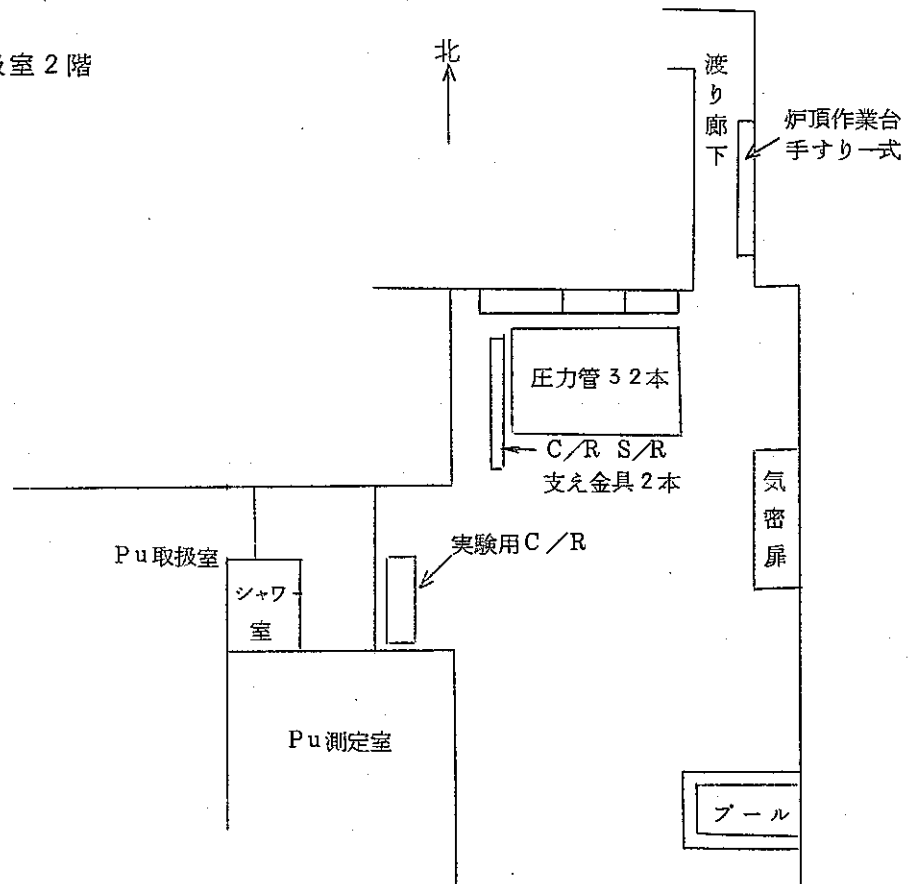 室2階
北
渡り廊下
炉頂作業台
手すり一式
圧力管32本
C/R S/R
支え金具2本
気密扉
実験用C/R
Pu取扱室
シャワー
室
Pu測定室
プール